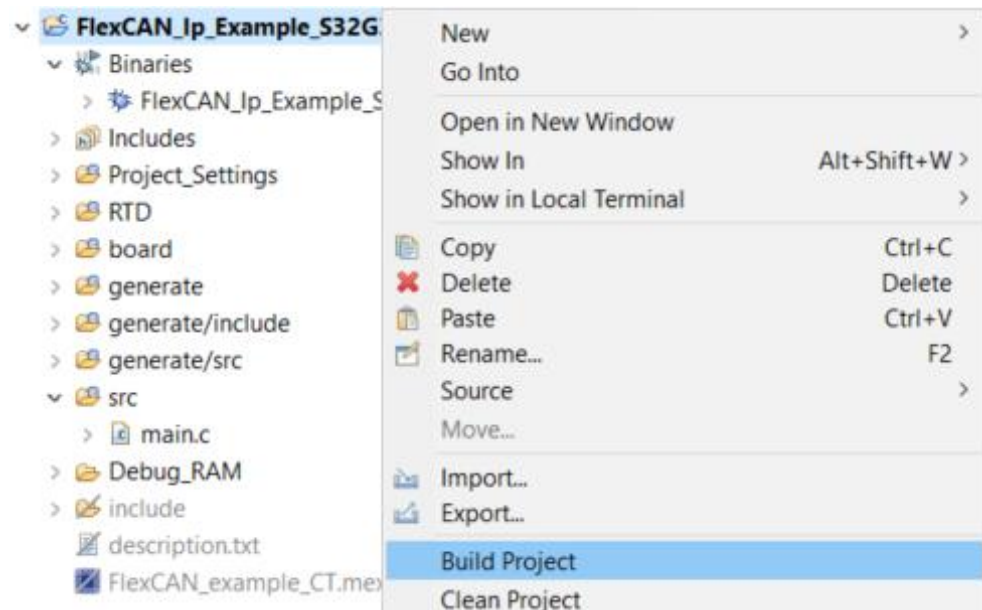 FlexCAN_Ip_Example_S32G
Binaries
FlexCAN_Ip_Example_S
Includes
Project_Settings
RTD
board
generate
generate/include
generate/src
src
main.c
Debug_RAM
include
description.txt
FlexCAN_example_CT.mex
New
Go Into
Open in New Window
Show In Alt+Shift+W
Show in Local Terminal
Copy Ctrl+C
Delete Delete
Paste Ctrl+V
Rename... F2
Source
Move...
Import...
Export...
Build Project
Clean Project